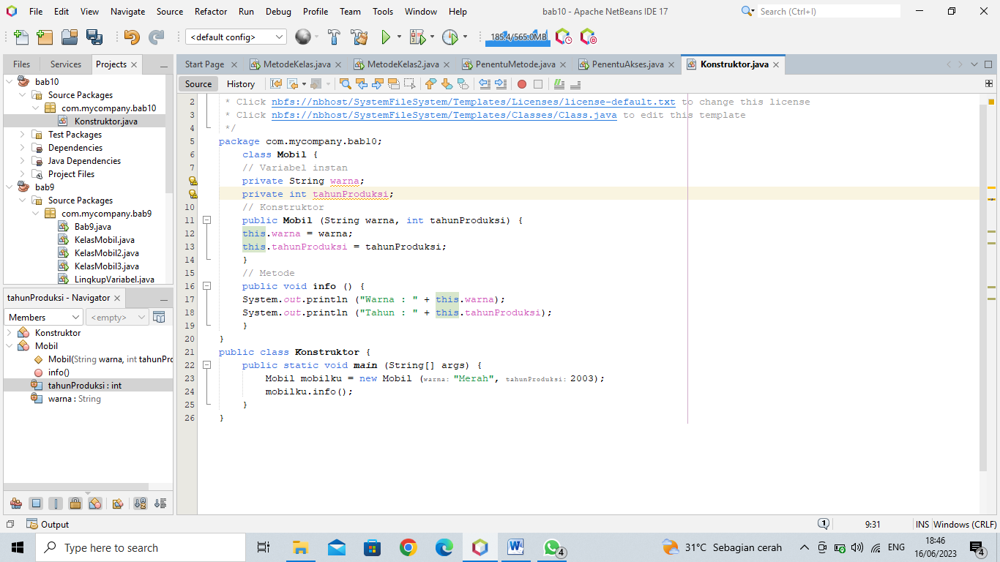 File Edit View Navigate Source Refactor Run Debug Profile Team Tools Window Help
bab10 - Apache NetBeans IDE 17
Search (Ctrl+I)
<default config>
185.4/565.0MB
Files Services Projects
bab10
Source Packages
com.mycompany.bab10
Konstruktor.java
Test Packages
Dependencies
Java Dependencies
Project Files
bab9
Source Packages
com.mycompany.bab9
Bab9.java
KelasMobil.java
KelasMobil2.java
KelasMobil3.java
LingkupVariabel.java
tahunProduksi - Navigator
Members <empty>
Konstruktor
Mobil
Mobil(String warna, int tahunPro
info()
tahunProduksi : int
warna : String
Start Page MetodeKelas.java MetodeKelas2.java PenentuMetode.java PenentuAkses.java Konstruktor.java
Source History
2 * Click nbfs://nbhost/SystemFileSystem/Templates/Licenses/license-default.txt to change this license
3 * Click nbfs://nbhost/SystemFileSystem/Templates/Classes/Class.java to edit this template
4 */
5 package com.mycompany.bab10;
6 class Mobil {
7 // Variabel instan
private String warna;
private int tahunProduksi;
10 // Konstruktor
11 public Mobil (String warna, int tahunProduksi) {
12 this.warna = warna;
13 this.tahunProduksi = tahunProduksi;
14 }
15 // Metode
16 public void info () {
17 System.out.println ("Warna : " + this.warna);
18 System.out.println ("Tahun : " + this.tahunProduksi);
19 }
20 }
21 public class Konstruktor {
22 public static void main (String[] args) {
23 Mobil mobilku = new Mobil (warna: "Merah", tahunProduksi: 2003);
24 mobilku.info();
25 }
26 }
Output
1
9:31
INS
Windows (CRLF)
Type here to search
4
31°C Sebagian cerah
ENG
18:46
16/06/2023
4